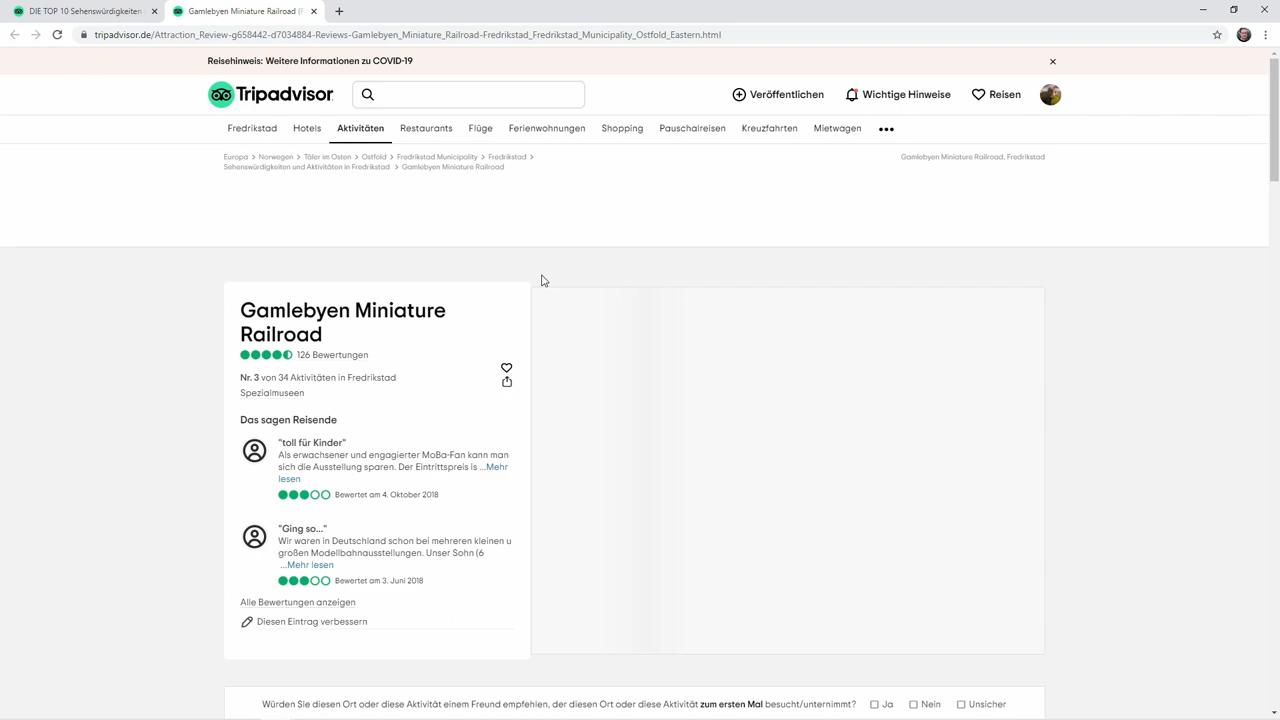 DIE TOP 10 Sehenswürdigkeiten
Gamlebyen Miniature Railroad (F
tripadvisor.de/Attraction_Review-g658442-d7034884-Reviews-Gamlebyen_Miniature_Railroad-Fredrikstad_Fredrikstad_Municipality_Ostfold_Eastern.html
Reisehinweis: Weitere Informationen zu COVID-19
Tripadvisor
Veröffentlichen
Wichtige Hinweise
Reisen
Fredrikstad Hotels Aktivitäten Restaurants Flüge Ferienwohnungen Shopping Pauschalreisen Kreuzfahrten Mietwagen
Europa > Norwegen > Täler im Osten > Ostfold > Fredrikstad Municipality > Fredrikstad >
Sehenswürdigkeiten und Aktivitäten in Fredrikstad > Gamlebyen Miniature Railroad
Gamlebyen Miniature Railroad, Fredrikstad
Gamlebyen Miniature
Railroad
126 Bewertungen
Nr. 3 von 34 Aktivitäten in Fredrikstad
Spezialmuseen
Das sagen Reisende
"toll für Kinder"
Als erwachsener und engagierter MoBa-Fan kann man
sich die Ausstellung sparen. Der Eintrittspreis is ...Mehr
lesen
Bewertet am 4. Oktober 2018
"Ging so..."
Wir waren in Deutschland schon bei mehreren kleinen u
großen Modellbahnausstellungen. Unser Sohn (6
...Mehr lesen
Bewertet am 3. Juni 2018
Alle Bewertungen anzeigen
Diesen Eintrag verbessern
Würden Sie diesen Ort oder diese Aktivität einem Freund empfehlen, der diesen Ort oder diese Aktivität zum ersten Mal besucht/unternimmt? Ja Nein Unsicher